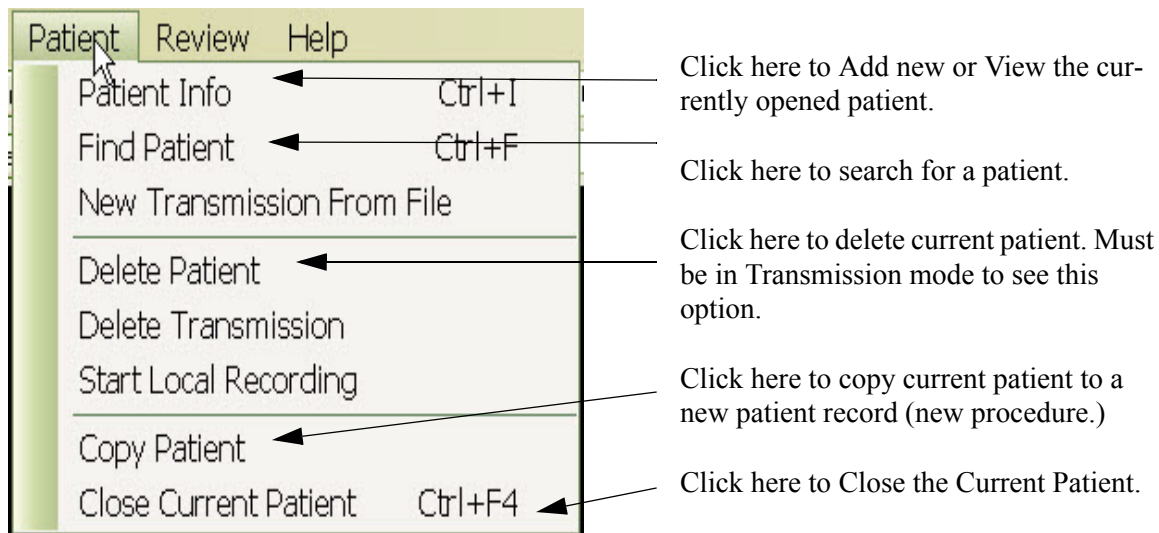 Patient Review Help
Patient Info Ctrl+I
Find Patient Ctrl+F
New Transmission From File
Delete Patient
Delete Transmission
Start Local Recording
Copy Patient
Close Current Patient Ctrl+F4
Click here to Add new or View the cur-
rently opened patient.
Click here to search for a patient.
Click here to delete current patient. Must
be in Transmission mode to see this
option.
Click here to copy current patient to a
new patient record (new procedure.)
Click here to Close the Current Patient.